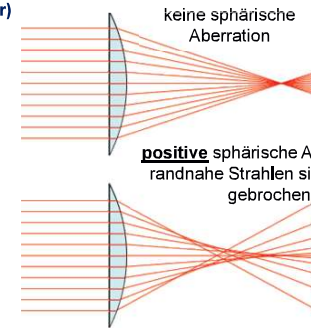 r)
keine sphärische
Aberration
positive sphärische A
randnahe Strahlen si
gebrochen